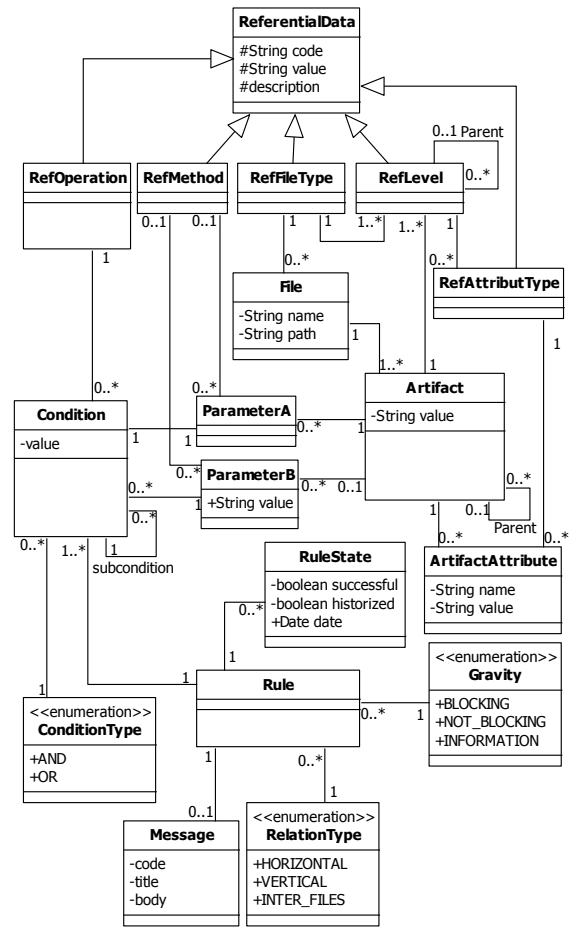 ReferentialData
#String code
#String value
#description
0..1 Parent
RefOperation
RefMethod
RefFileType
RefLevel
0..*
0..1
0..1
1
1
1..*
1..*
1
1
0..*
0..*
RefAttributType
File
-String name
-String path
1
1
1..*
1
0..*
0..*
Condition
-value
ParameterA
Artifact
-String value
1
1
0..*
1
0..*
ParameterB
+String value
0..*
1
0..*
0..1
0..*
0..1
Parent
0..*
1
subcondition
0..*
1..*
1
0..*
0..*
ArtifactAttribute
-String name
-String value
RuleState
-boolean successful
-boolean historized
+Date date
0..*
1
1
1
Rule
0..*
1
<<enumeration>>
Gravity
+BLOCKING
+NOT_BLOCKING
+INFORMATION
<<enumeration>>
ConditionType
+AND
+OR
1
0..*
0..1
1
Message
-code
-title
-body
<<enumeration>>
RelationType
+HORIZONTAL
+VERTICAL
+INTER_FILES